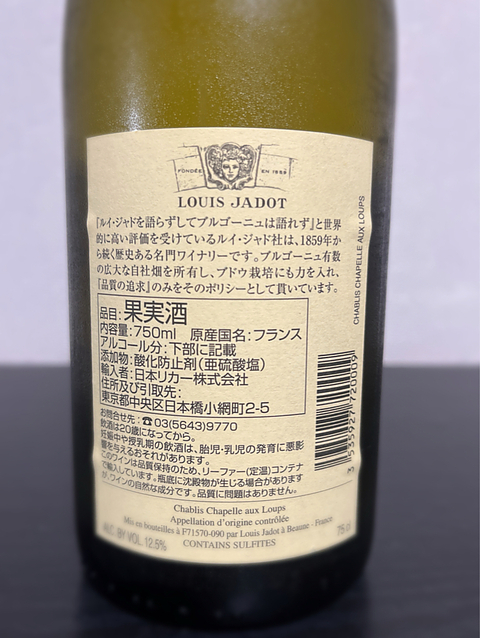 FONDÉE EN 1859
LOUIS JADOT
『ルイ・ジャドを語らずしてブルゴーニュは語れず』と世界
的に高い評価を受けているルイ・ジャド社は、1859年か
ら続く歴史ある名門ワイナリーです。ブルゴーニュ有数
の広大な自社畑を所有し、ブドウ栽培にも力を入れ、
『品質の追求』のみをそのポリシーとして貫いています。
品目:果実酒
内容量:750ml 原産国名:フランス
アルコール分:下部に記載
添加物:酸化防止剤(亜硫酸塩)
輸入者:日本リカー株式会社
住所及び引取先:
東京都中央区日本橋小網町2-5
お問合せ先:☎03(5643)9770
飲酒は20歳になってから。
妊娠中や授乳期の飲酒は、胎児・乳児の発育に悪影
響を与えるおそれがあります。
このワインは品質保持のため、リーファー(定温)コンテナ
で輸入しています。瓶底に沈殿物が生じる場合があります
が、ワインの自然な成分です。品質に問題はありません。
CHABLIS CHAPELLE AUX LOUPS
3 535927 720009
Chablis Chapelle aux Loups
Appellation d'origine contrôlée
Mis en bouteilles à F71570-090 par Louis Jadot à Beaune - France
ALC. BY VOL. 12.5%
75 cl
CONTAINS SULFITES